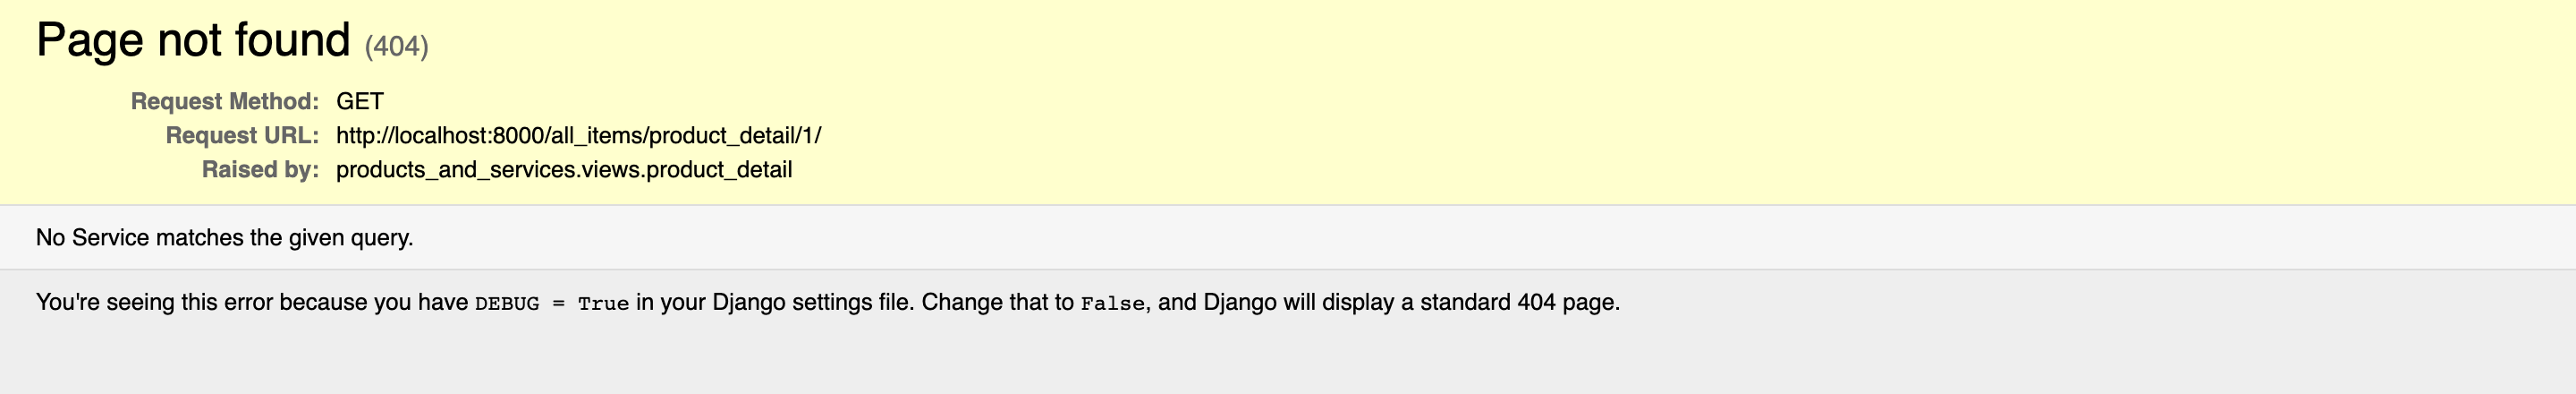 Page not found (404)
Request Method: GET
Request URL: http://localhost:8000/all_items/product_detail/1/
Raised by: products_and_services.views.product_detail
No Service matches the given query.
You're seeing this error because you have DEBUG = True in your Django settings file. Change that to False, and Django will display a standard 404 page.